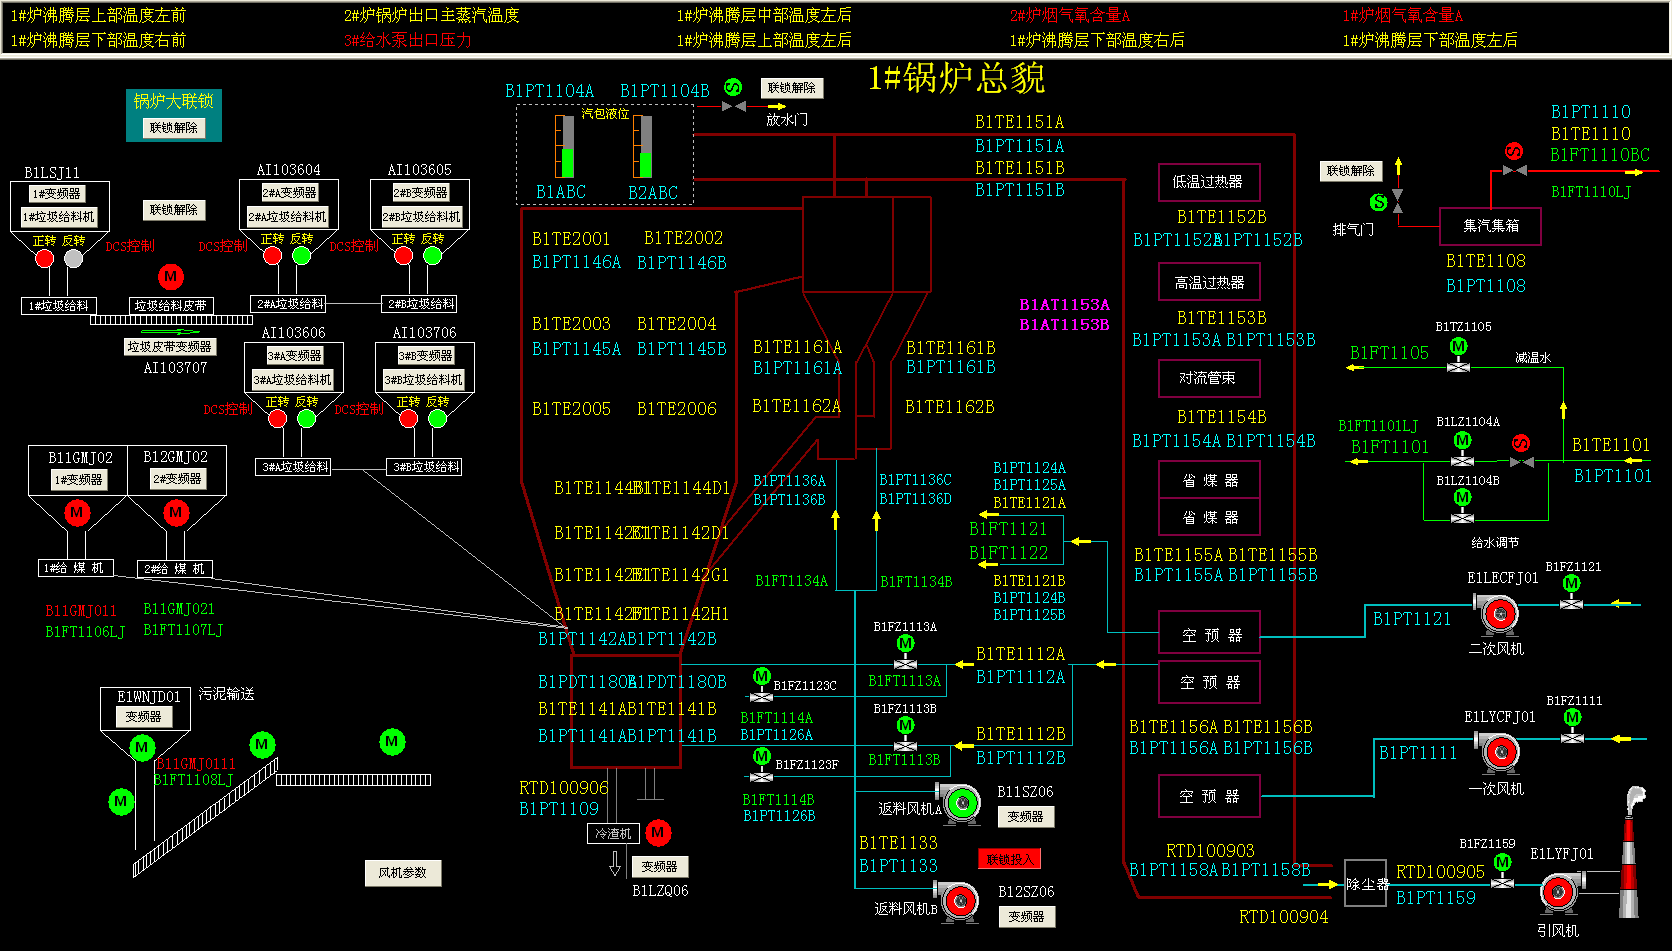 1#炉沸腾层上部温度左前
2#炉锅炉出口主蒸汽温度
1#炉沸腾层中部温度左后
2#炉烟气氧含量A
1#炉烟气氧含量A
1#炉沸腾层下部温度右前
3#给水泵出口压力
1#炉沸腾层上部温度左后
1#炉沸腾层下部温度右后
1#炉沸腾层下部温度左后
1#锅炉总貌
锅炉大联锁
联锁解除
B1PT1104A
B1PT1104B
联锁解除
放水门
汽包液位
B1ABC
B2ABC
B1TE1151A
B1PT1151A
B1TE1151B
B1PT1151B
B1LSJ11
1#变频器
1#垃圾给料机
正转 反转
DCS控制
1#垃圾给料
联锁解除
M
垃圾给料皮带
垃圾皮带变频器
AI103707
AI103604
2#A变频器
2#A垃圾给料机
正转 反转
DCS控制
2#A垃圾给料
AI103605
2#B变频器
2#B垃圾给料机
正转 反转
DCS控制
2#B垃圾给料
AI103606
3#A变频器
3#A垃圾给料机
正转 反转
DCS控制
3#A垃圾给料
AI103706
3#B变频器
3#B垃圾给料机
正转 反转
DCS控制
3#B垃圾给料
B11GMJ02
1#变频器
M
1#给 煤 机
B12GMJ02
2#变频器
M
2#给 煤 机
B11GMJ011
B1FT1106LJ
B11GMJ021
B1FT1107LJ
E1WNJD01
变频器
污泥输送
M
M
M
M
B11GMJ0111
B1FT1108LJ
风机参数
B1TE2001
B1TE2002
B1PT1146A
B1PT1146B
B1TE2003
B1TE2004
B1PT1145A
B1PT1145B
B1TE2005
B1TE2006
B1TE1161A
B1PT1161A
B1TE1161B
B1PT1161B
B1TE1162A
B1TE1162B
B1TE1144D1
B1TE1142D1
B1TE1142G1
B1TE1142H1
B1PT1142A
B1PT1142B
B1PDT1180B
B1TE1141A
B1TE1141B
B1PT1141A
B1PT1141B
RTD100906
B1PT1109
冷渣机
M
变频器
B1LZQ06
B1PT1136A
B1PT1136B
B1PT1136C
B1PT1136D
B1FT1134A
B1FT1134B
B1PT1124A
B1PT1125A
B1TE1121A
B1FT1121
B1FT1122
B1TE1121B
B1PT1124B
B1PT1125B
B1FZ1113A
M
B1FT1113A
B1TE1112A
B1PT1112A
M
B1FZ1123C
B1FT1114A
B1PT1126A
B1FZ1113B
M
B1FT1113B
B1TE1112B
B1PT1112B
M
B1FZ1123F
B1FT1114B
B1PT1126B
返料风机A
B11SZ06
变频器
B1TE1133
B1PT1133
联锁投入
返料风机B
B12SZ06
变频器
B1AT1153A
B1AT1153B
低温过热器
B1TE1152B
B1PT1152A
B1PT1152B
高温过热器
B1TE1153B
B1PT1153A
B1PT1153B
对流管束
B1TE1154B
B1PT1154A
B1PT1154B
省 煤 器
省 煤 器
B1TE1155A
B1TE1155B
B1PT1155A
B1PT1155B
空 预 器
空 预 器
B1TE1156A
B1TE1156B
B1PT1156A
B1PT1156B
空 预 器
RTD100903
B1PT1158A
B1PT1158B
RTD100904
联锁解除
S
排气门
集汽集箱
B1TE1108
B1PT1108
B1PT1110
B1TE1110
B1FT1110BC
B1FT1110LJ
B1TZ1105
M
B1FT1105
减温水
B1FT1101LJ
B1FT1101
B1LZ1104A
M
B1LZ1104B
M
B1TE1101
B1PT1101
给水调节
E1LECFJ01
B1FZ1121
M
B1PT1121
二次风机
E1LYCFJ01
B1FZ1111
M
B1PT1111
一次风机
B1FZ1159
M
E1LYFJ01
除尘器
RTD100905
B1PT1159
引风机